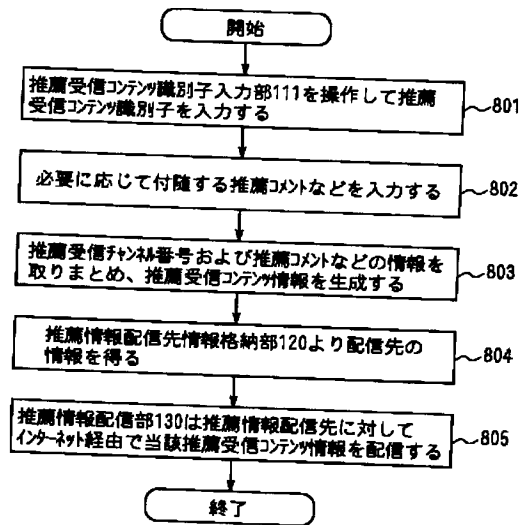 開始
推薦受信コンテンツ識別子入力部111を操作して推薦
受信コンテンツ識別子を入力する
801
必要に応じて付随する推薦コメントなどを入力する
802
推薦受信チャンネル番号および推薦コメントなどの情報を
取りまとめ、推薦受信コンテンツ情報を生成する
803
推薦情報配信先情報格納部120より配信先の
情報を得る
804
推薦情報配信部130は推薦情報配信先に対して
インターネット経由で当該推薦受信コンテンツ情報を配信する
805
終了